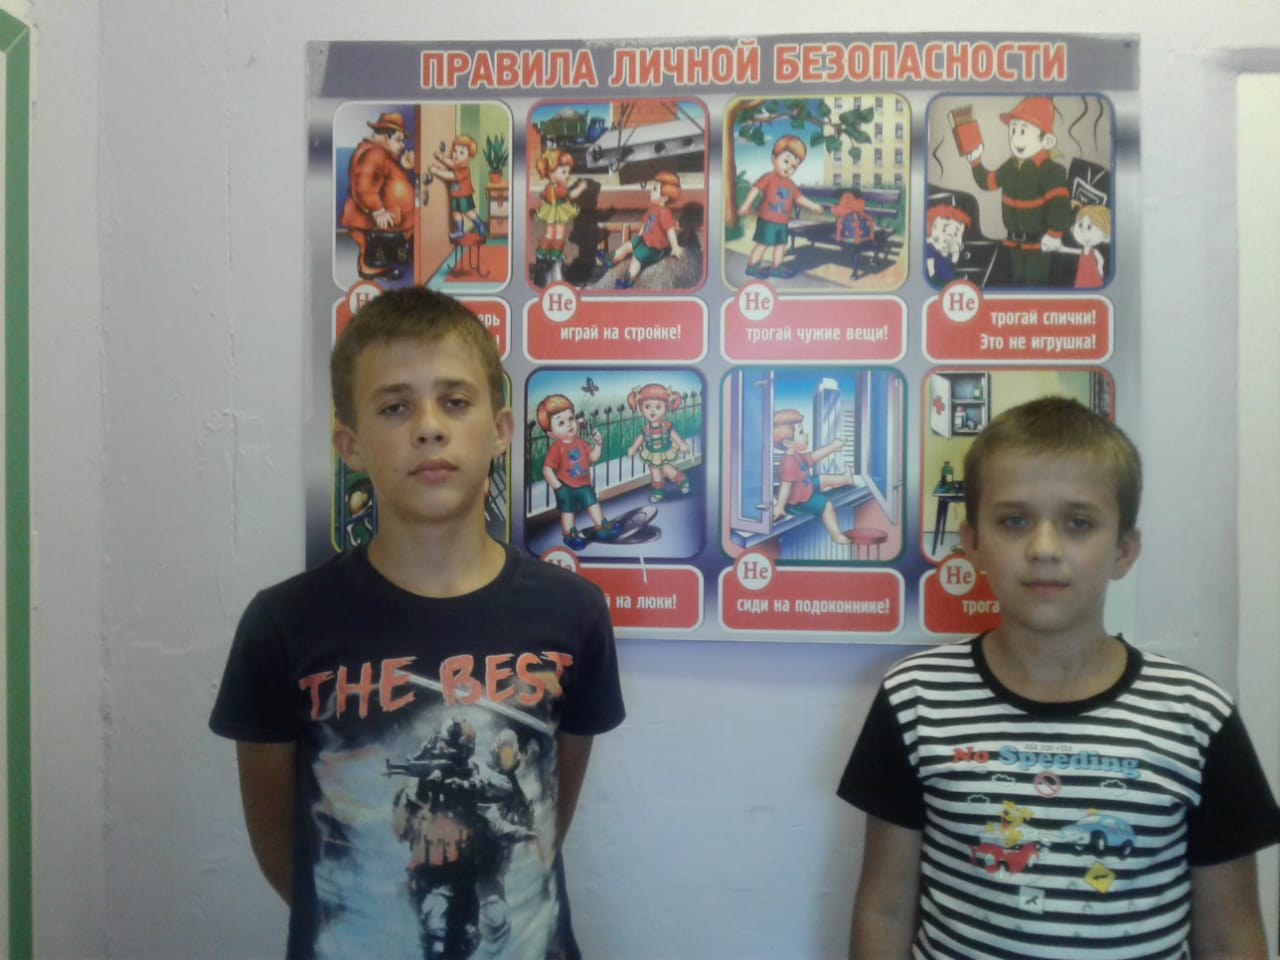 ПРАВИЛА ЛИЧНОЙ БЕЗОПАСНОСТИ
Не
играй на стройке!
Не
трогай чужие вещи!
Не
трогай спички!
Это не игрушка!
Не
на люки!
Не
сиди на подоконнике!
Не
THE BEST
No Speeding